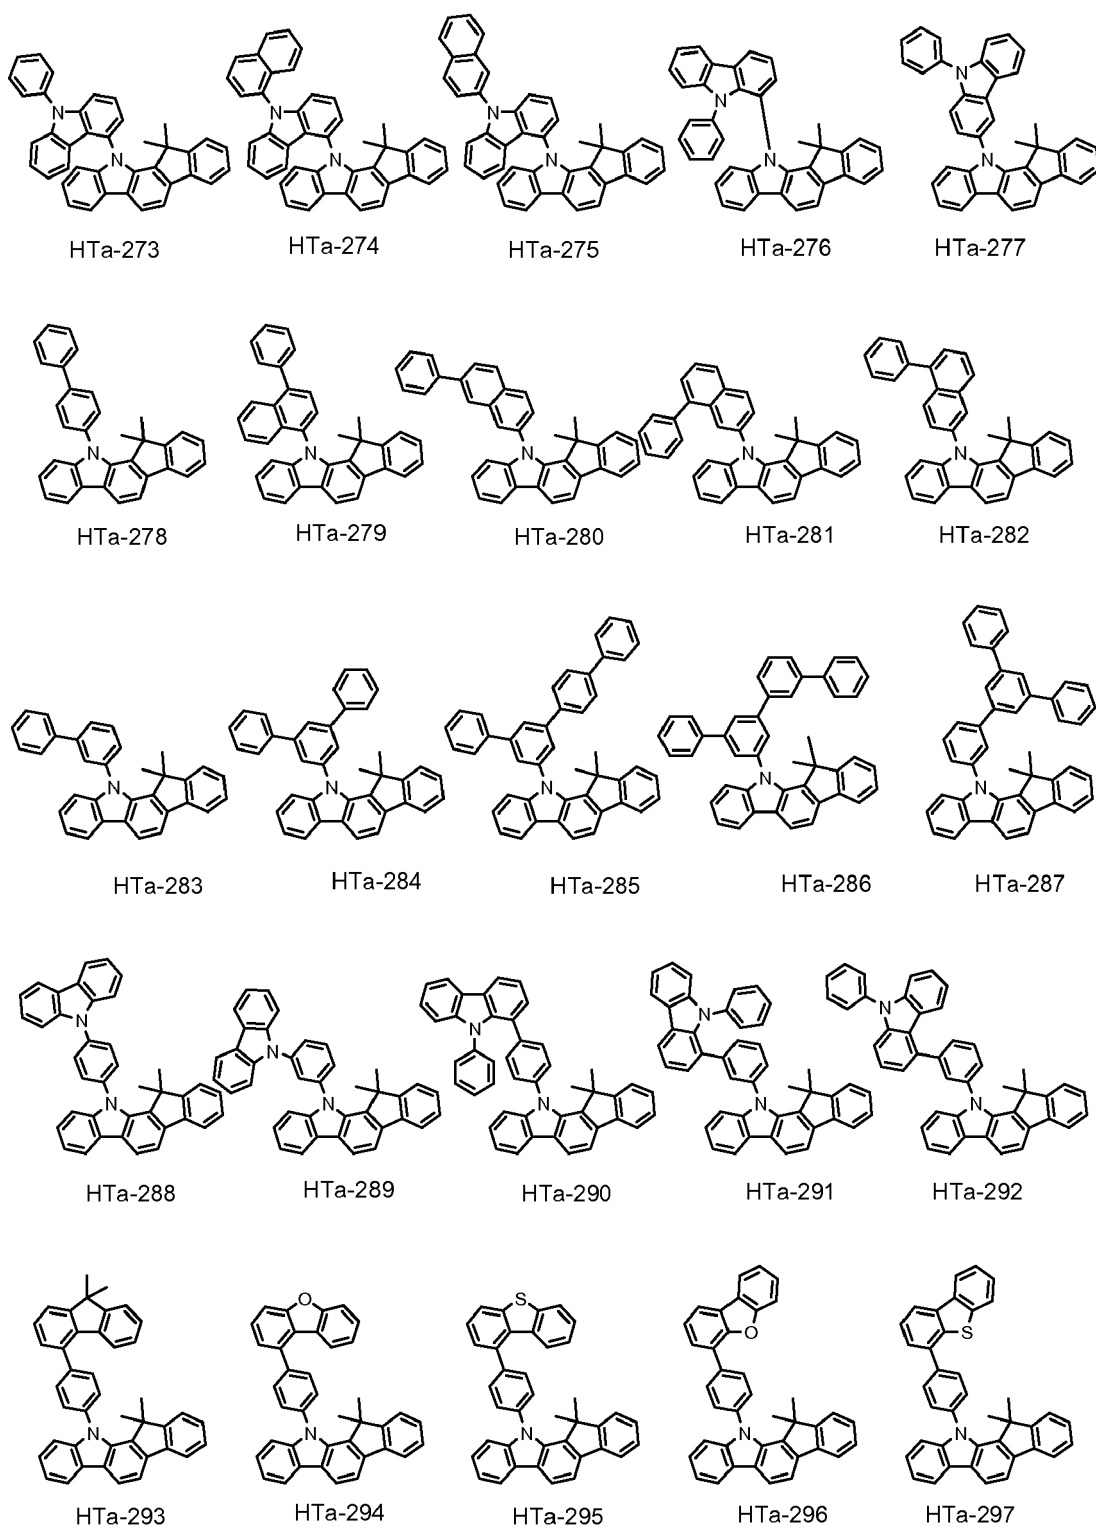 N N N N N
N N N N N
HTa-273 HTa-274 HTa-275 HTa-276 HTa-277
N N N N N
HTa-278 HTa-279 HTa-280 HTa-281 HTa-282
N N N N N
HTa-283 HTa-284 HTa-285 HTa-286 HTa-287
N N N N N
N N N N N
HTa-288 HTa-289 HTa-290 HTa-291 HTa-292
O S O S
N N N N N
HTa-293 HTa-294 HTa-295 HTa-296 HTa-297